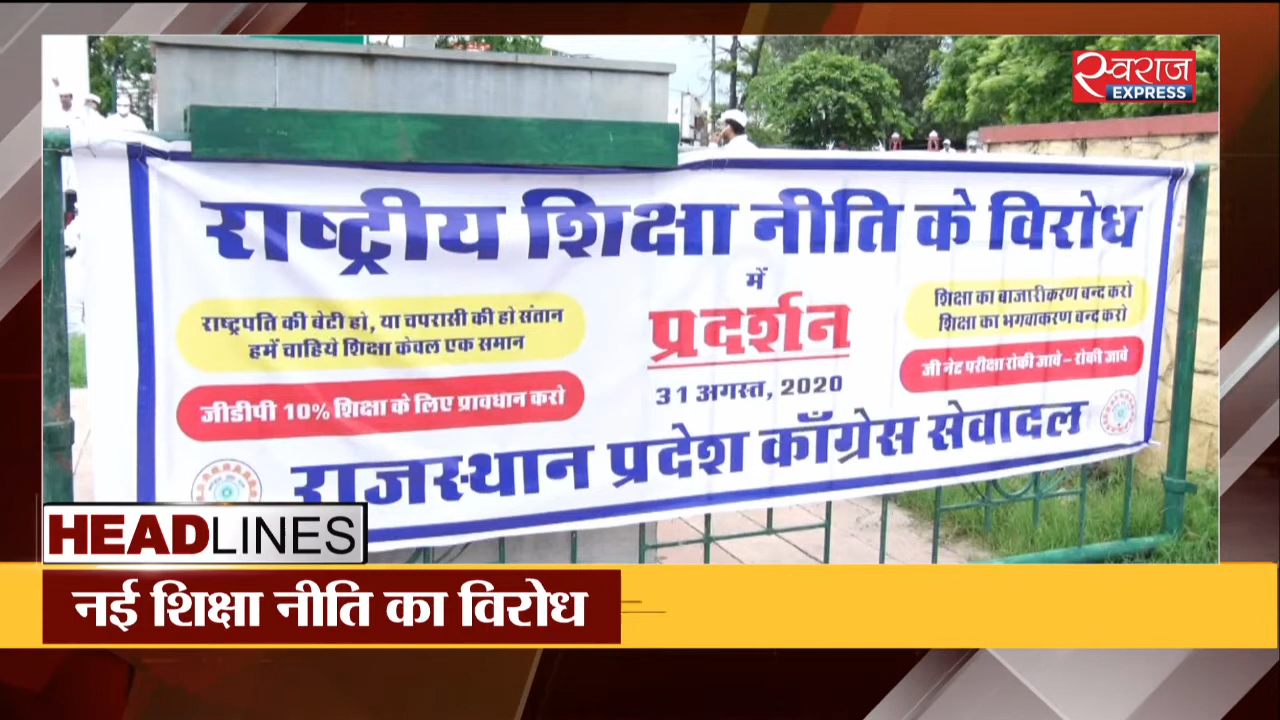 स्वराज
EXPRESS
राष्ट्रीय शिक्षा नीति के विरोध
में
प्रदर्शन
31 अगस्त, 2020
राष्ट्रपति की बेटी हो, या चपरासी की हो संतान
हमें चाहिये शिक्षा केवल एक समान
जीडीपी 10% शिक्षा के लिए प्रावधान करो
शिक्षा का बाजारीकरण बन्द करो
शिक्षा का भगवाकरण बन्द करो
जी नेट परीक्षा रोकी जावे – रोकी जावे
राजस्थान प्रदेश काँग्रेस सेवादल
HEADLINES
नई शिक्षा नीति का विरोध